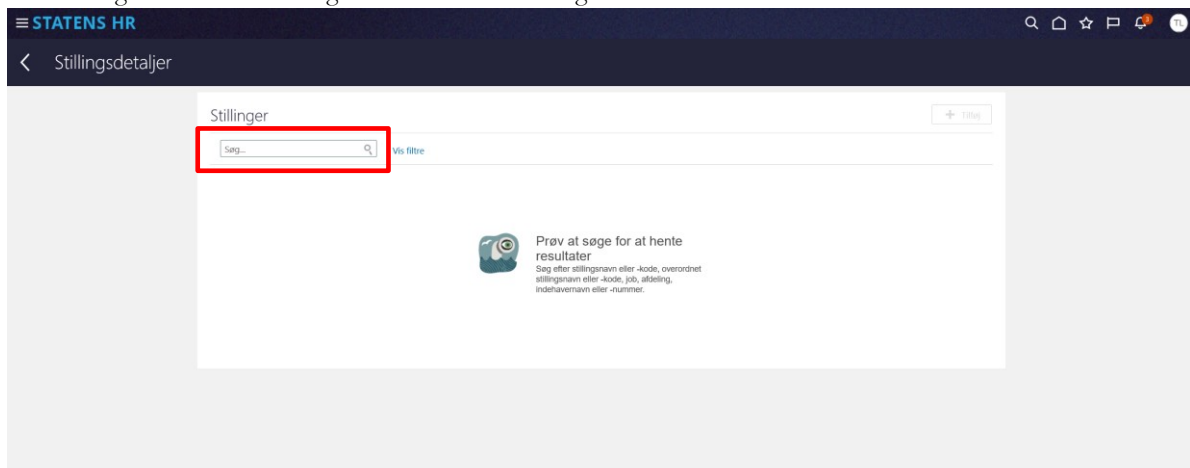 STATENS HR
TL
Stillingsdetaljer
Stillinger
+ Tilføj
Søg...
Vis filtre
Prøv at søge for at hente
resultater
Søg efter stillingsnavn eller -kode, overordnet
stillingsnavn eller -kode, job, afdeling,
indehavernavn eller -nummer.